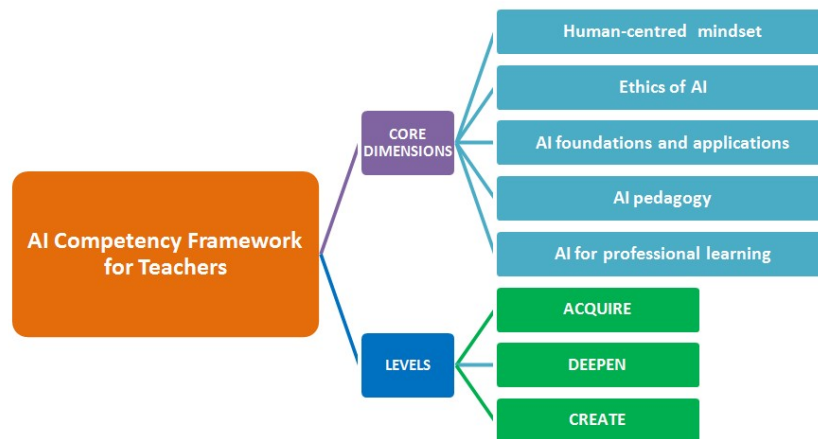 AI Competency Framework
for Teachers
CORE
DIMENSIONS
Human-centred mindset
Ethics of AI
AI foundations and applications
AI pedagogy
AI for professional learning
LEVELS
ACQUIRE
DEEPEN
CREATE